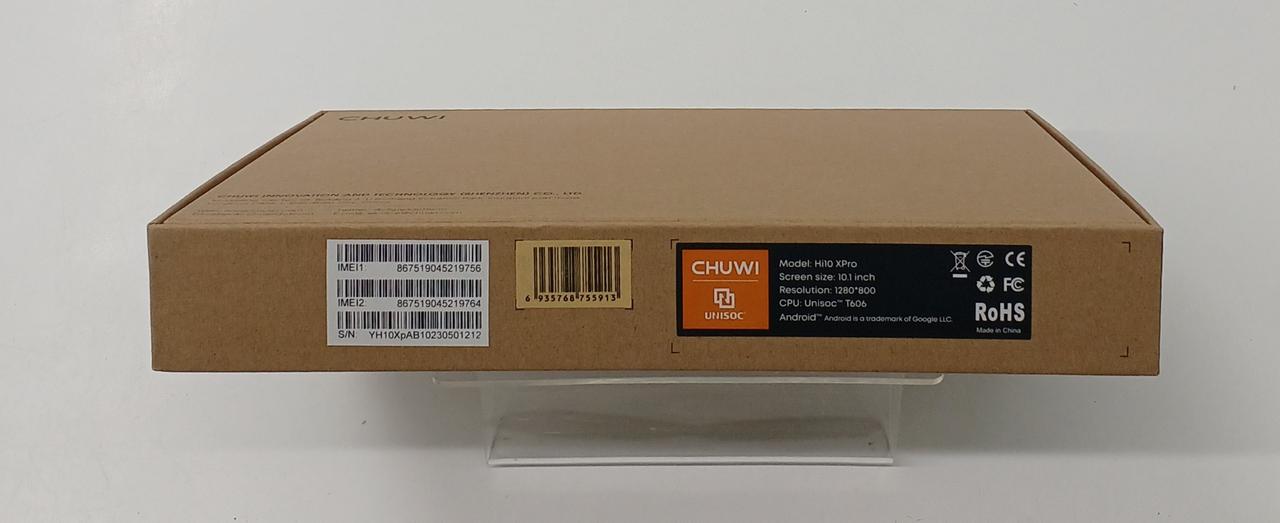 CHUWI
CHUWI INNOVATION AND TECHNOLOGY (SHENZHEN) CO., LTD.
IMEI1: 867519045219756
IMEI2: 867519045219764
S/N: YH10XpAB10230501212
6 935768 755913
CHUWI
UNISOC
Model: Hi10 XPro
Screen size: 10.1 inch
Resolution: 1280*800
CPU: Unisoc™ T606
Android™ Android is a trademark of Google LLC.
CE
FC
RoHS
Made in China